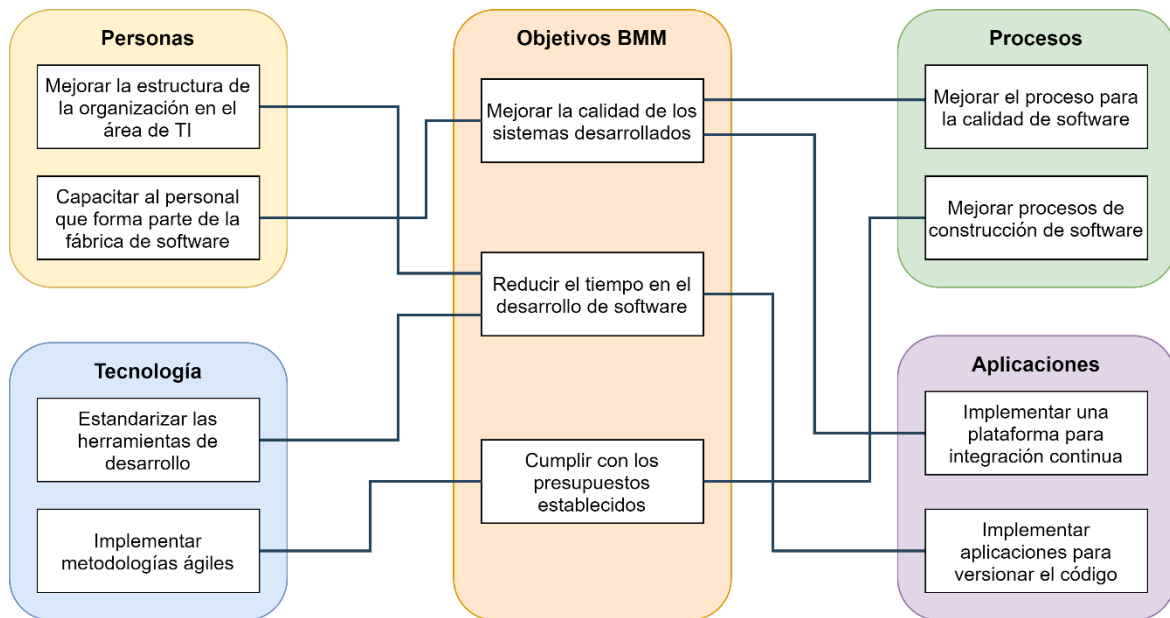 Personas
Mejorar la estructura de
la organización en el
área de TI
Capacitar al personal
que forma parte de la
fábrica de software
Tecnología
Estandarizar las
herramientas de
desarrollo
Implementar
metodologías ágiles
Objetivos BMM
Mejorar la calidad de los
sistemas desarrollados
Reducir el tiempo en el
desarrollo de software
Cumplir con los
presupuestos
establecidos
Procesos
Mejorar el proceso para
la calidad de software
Mejorar procesos de
construcción de software
Aplicaciones
Implementar una
plataforma para
integración continua
Implementar
aplicaciones para
versionar el código